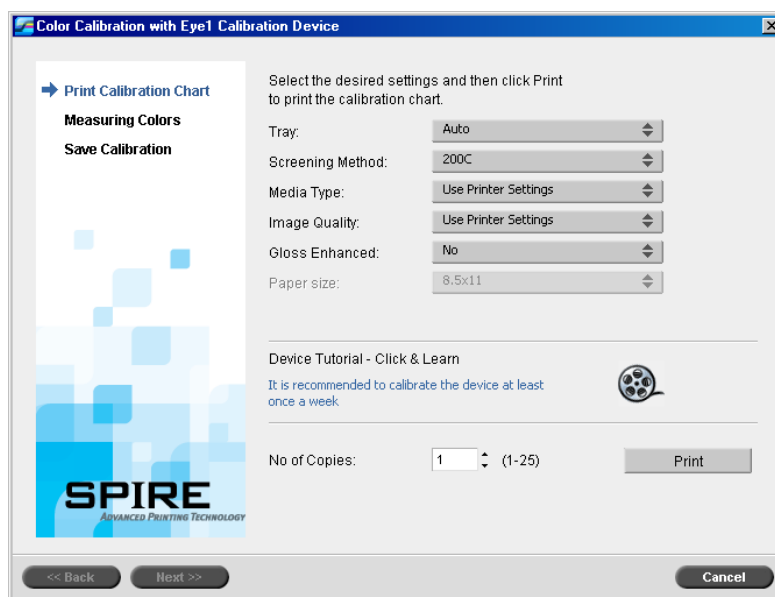 Color Calibration with Eye1 Calibration Device
Print Calibration Chart
Measuring Colors
Save Calibration
Select the desired settings and then click Print
to print the calibration chart.
Tray: Auto
Screening Method: 200C
Media Type: Use Printer Settings
Image Quality: Use Printer Settings
Gloss Enhanced: No
Paper size: 8.5x11
Device Tutorial - Click & Learn
It is recommended to calibrate the device at least
once a week
No of Copies: 1 (1-25) Print
SPIRE
ADVANCED PRINTING TECHNOLOGY
<< Back Next >> Cancel